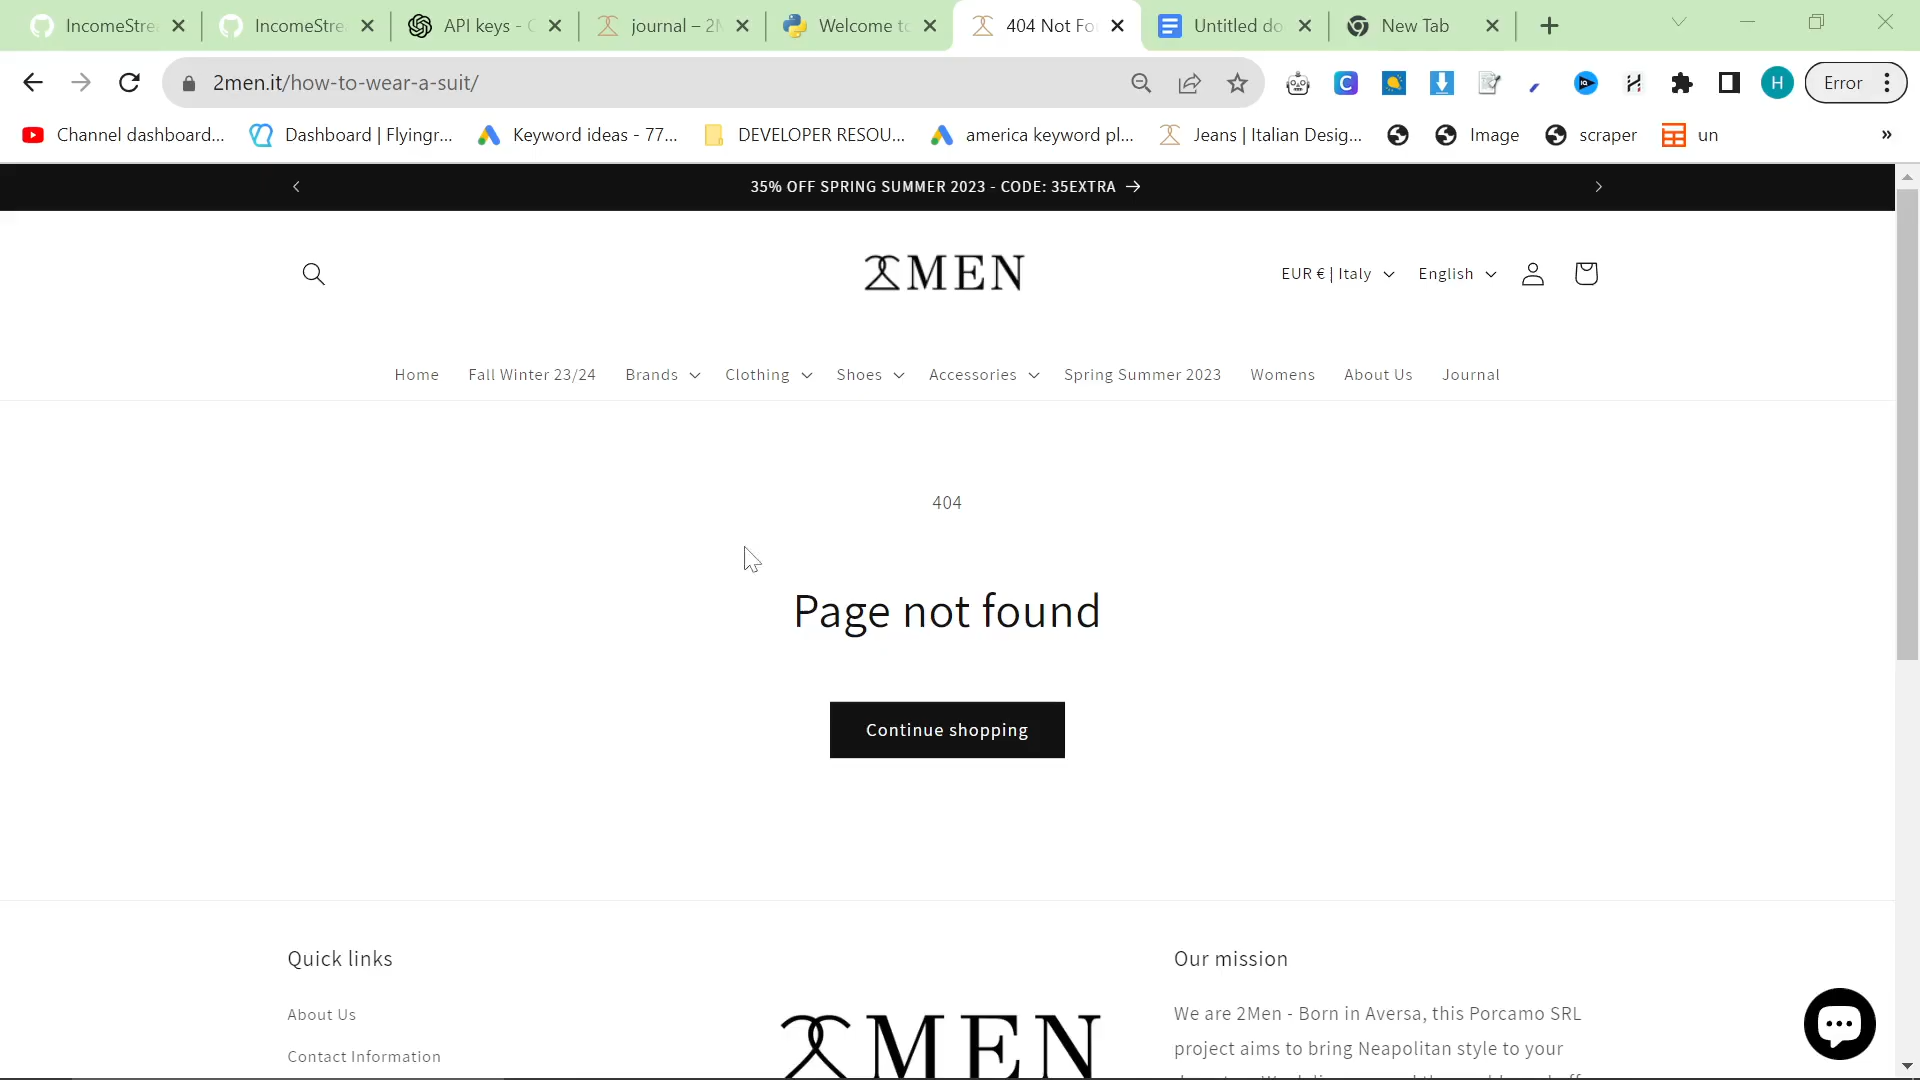 IncomeStre
IncomeStre
API keys - 
journal – 2
Welcome to
404 Not Fo
Untitled do
New Tab
2men.it/how-to-wear-a-suit/
H
Error
Channel dashboard...
Dashboard | Flyingr...
Keyword ideas - 77...
DEVELOPER RESOU...
america keyword pl...
Jeans | Italian Desig...
Image
scraper
un
»
35% OFF SPRING SUMMER 2023 - CODE: 35EXTRA →
2MEN
EUR € | Italy
English
Home
Fall Winter 23/24
Brands
Clothing
Shoes
Accessories
Spring Summer 2023
Womens
About Us
Journal
404
Page not found
Continue shopping
Quick links
Our mission
About Us
Contact Information
2MEN
We are 2Men - Born in Aversa, this Porcamo SRL
project aims to bring Neapolitan style to your